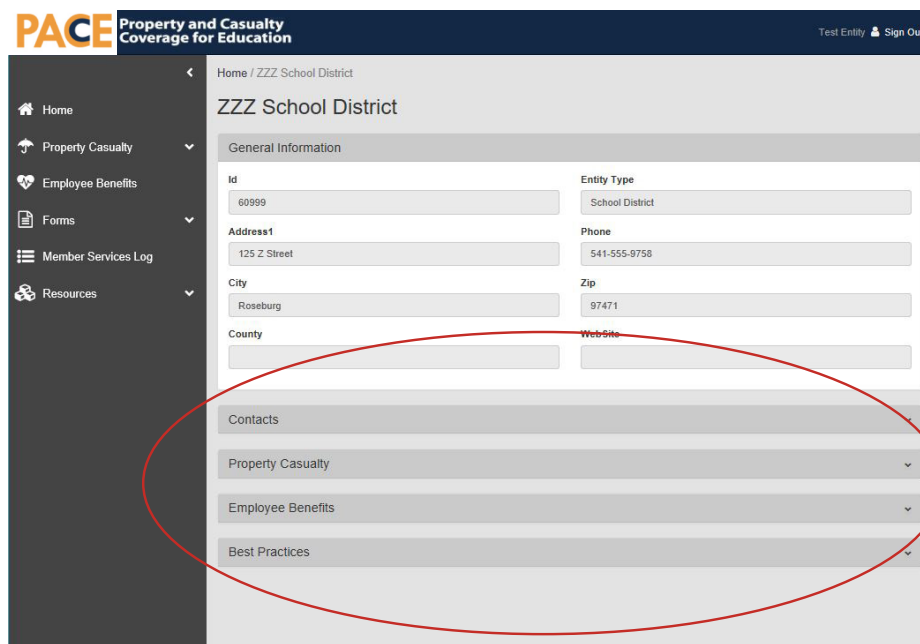 PACE Property and Casualty
Coverage for Education
Test Entity Sign Ou
Home / ZZZ School District
Home
Property Casualty
Employee Benefits
Forms
Member Services Log
Resources
ZZZ School District
General Information
Id
60999
Entity Type
School District
Address1
125 Z Street
Phone
541-555-9758
City
Roseburg
Zip
97471
County
WebSite
Contacts
Property Casualty
Employee Benefits
Best Practices